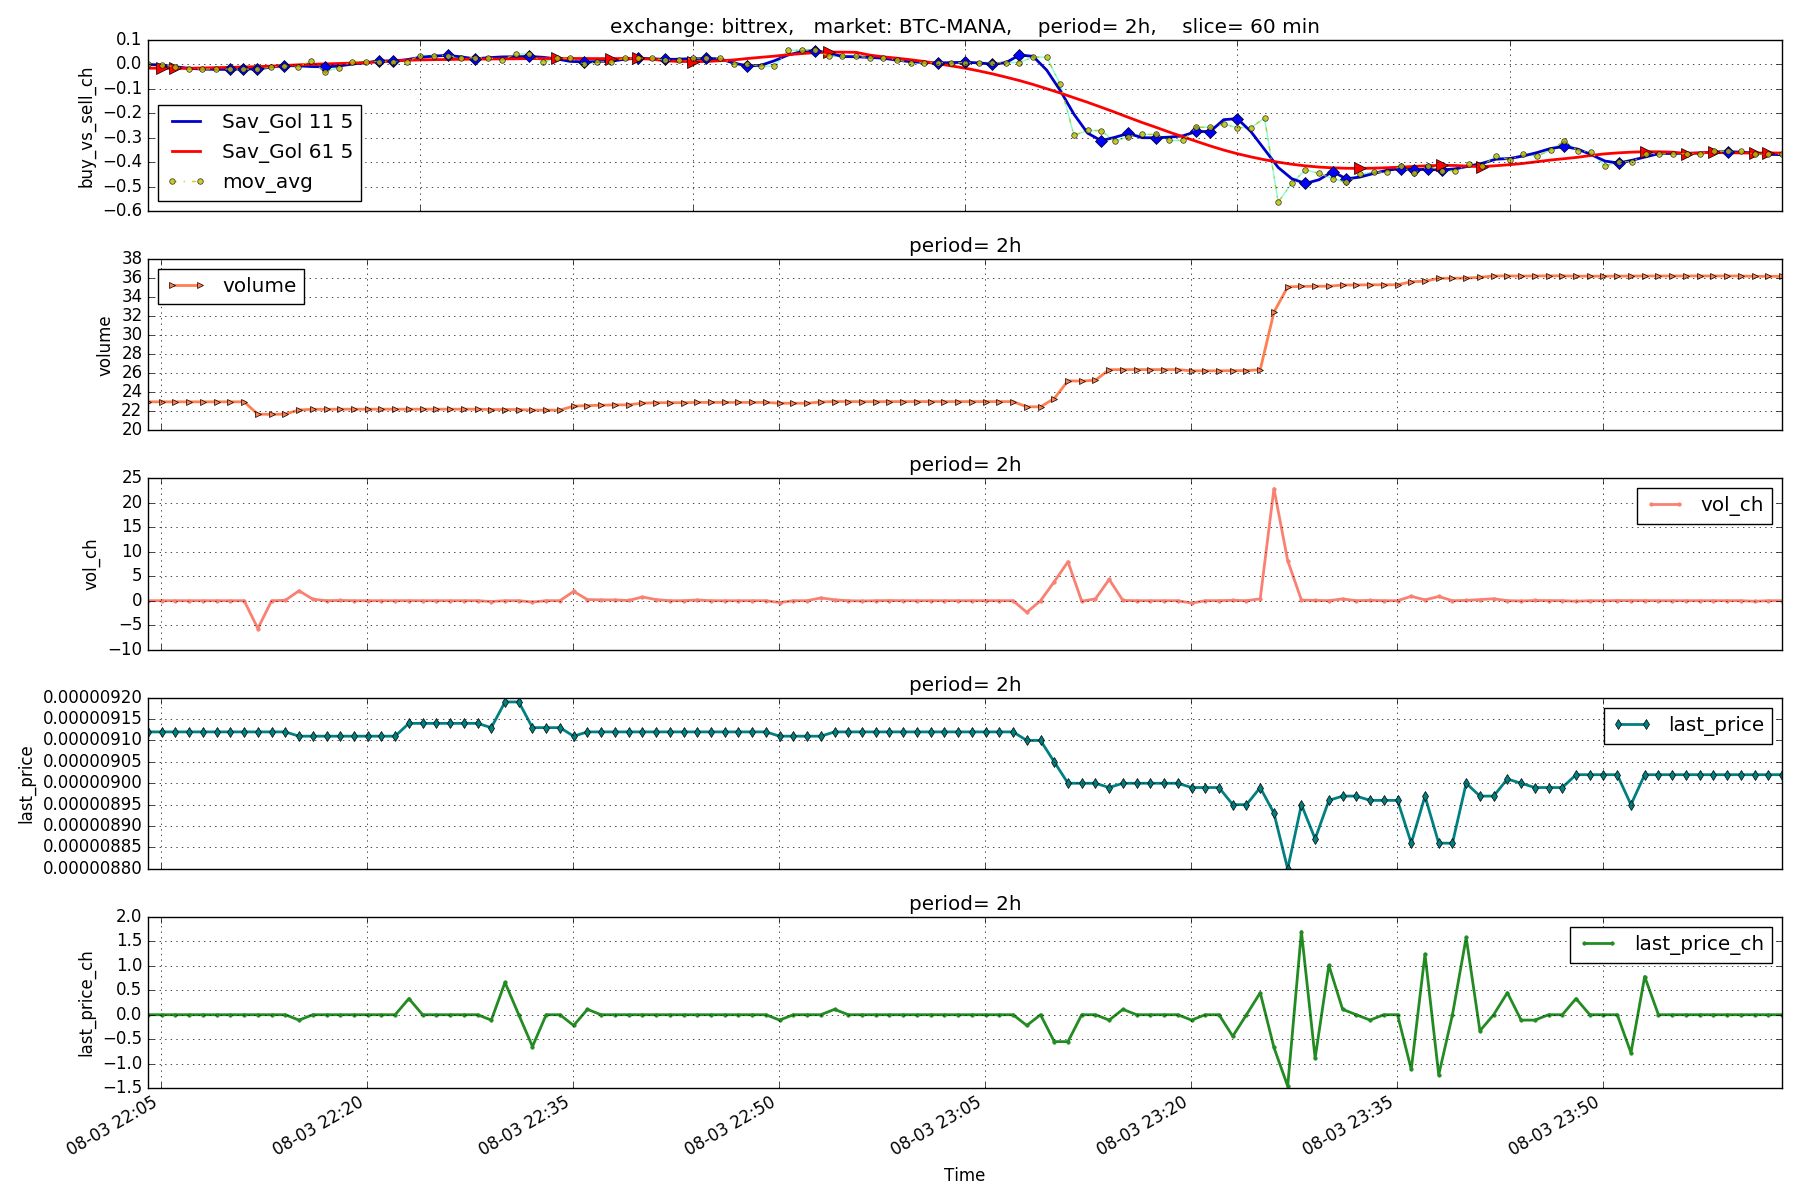 exchange: bittrex, market: BTC-MANA, period= 2h, slice= 60 min
0.1
0.0
−0.1
−0.2
−0.3
−0.4
−0.5
−0.6
buy_vs_sell_ch
Sav_Gol 11 5
Sav_Gol 61 5
mov_avg
period= 2h
38
36
34
32
30
28
26
24
22
20
volume
volume
period= 2h
25
20
15
10
5
0
−5
−10
vol_ch
vol_ch
period= 2h
0.00000920
0.00000915
0.00000910
0.00000905
0.00000900
0.00000895
0.00000890
0.00000885
0.00000880
last_price
last_price
period= 2h
2.0
1.5
1.0
0.5
0.0
−0.5
−1.0
−1.5
last_price_ch
last_price_ch
08-03 22:05
08-03 22:20
08-03 22:35
08-03 22:50
08-03 23:05
08-03 23:20
08-03 23:35
08-03 23:50
Time